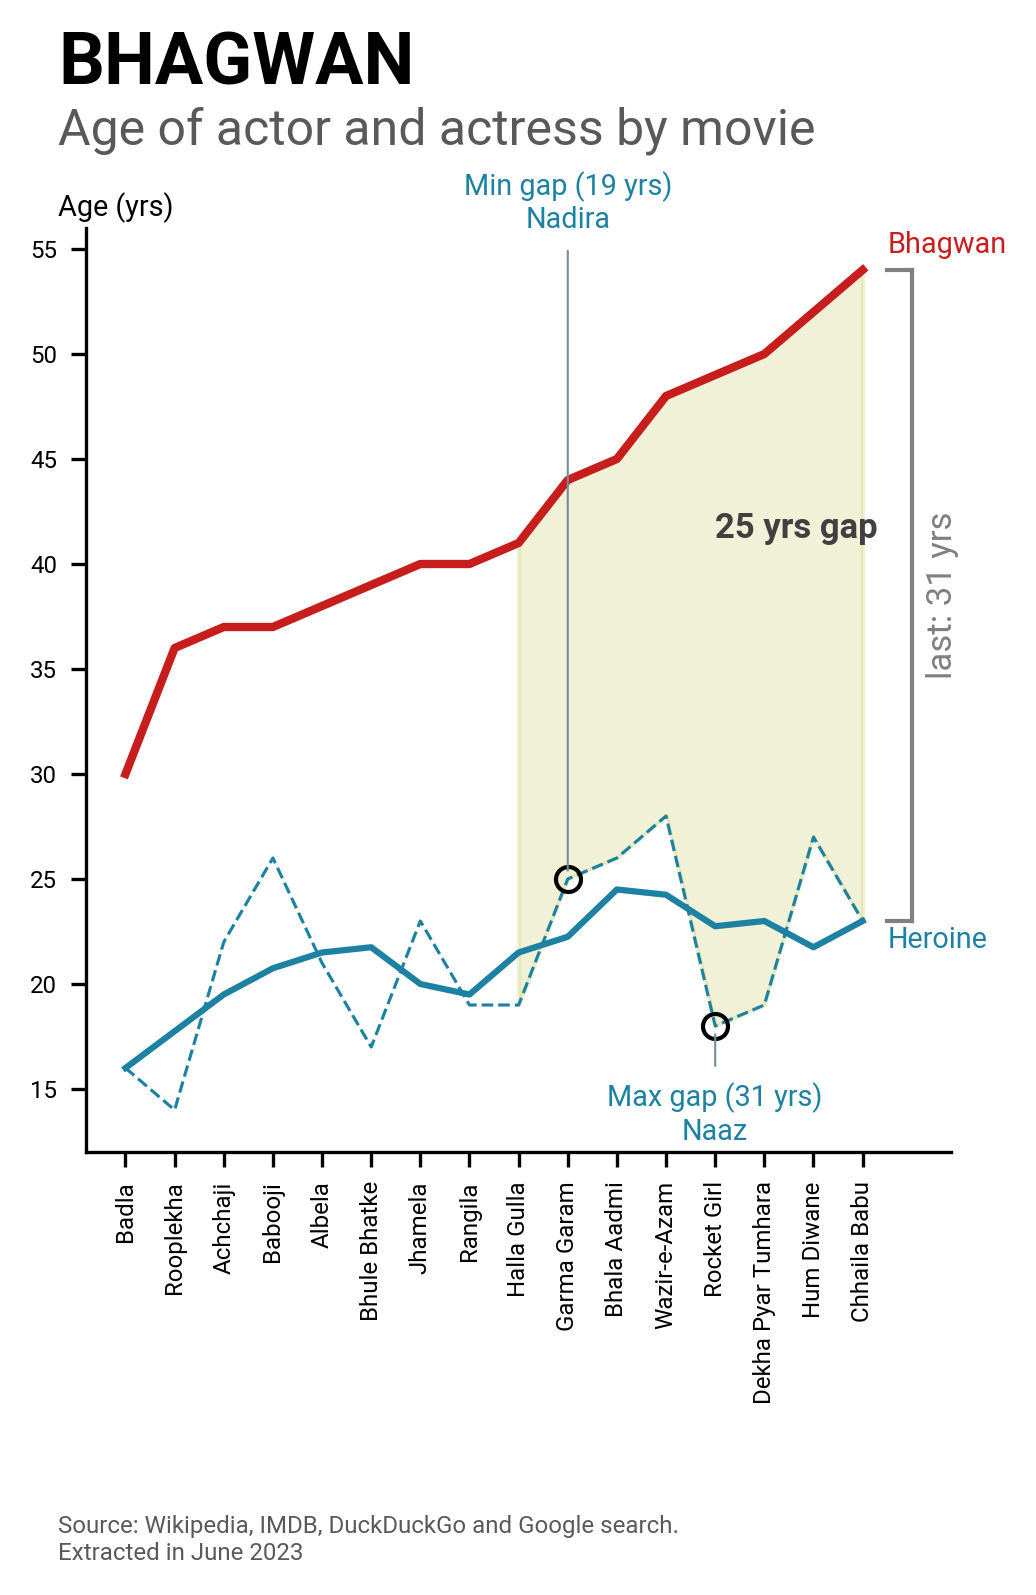 BHAGWAN
Age of actor and actress by movie
Min gap (19 yrs)
Nadira
Age (yrs)
55
50
45
40
35
30
25
20
15
Bhagwan
25 yrs gap
last: 31 yrs
Heroine
Max gap (31 yrs)
Naaz
Badla
Rooplekha
Achchaji
Babooji
Albela
Bhule Bhatke
Jhamela
Rangila
Halla Gulla
Garma Garam
Bhala Aadmi
Wazir-e-Azam
Rocket Girl
Dekha Pyar Tumhara
Hum Diwane
Chhaila Babu
Source: Wikipedia, IMDB, DuckDuckGo and Google search.
Extracted in June 2023